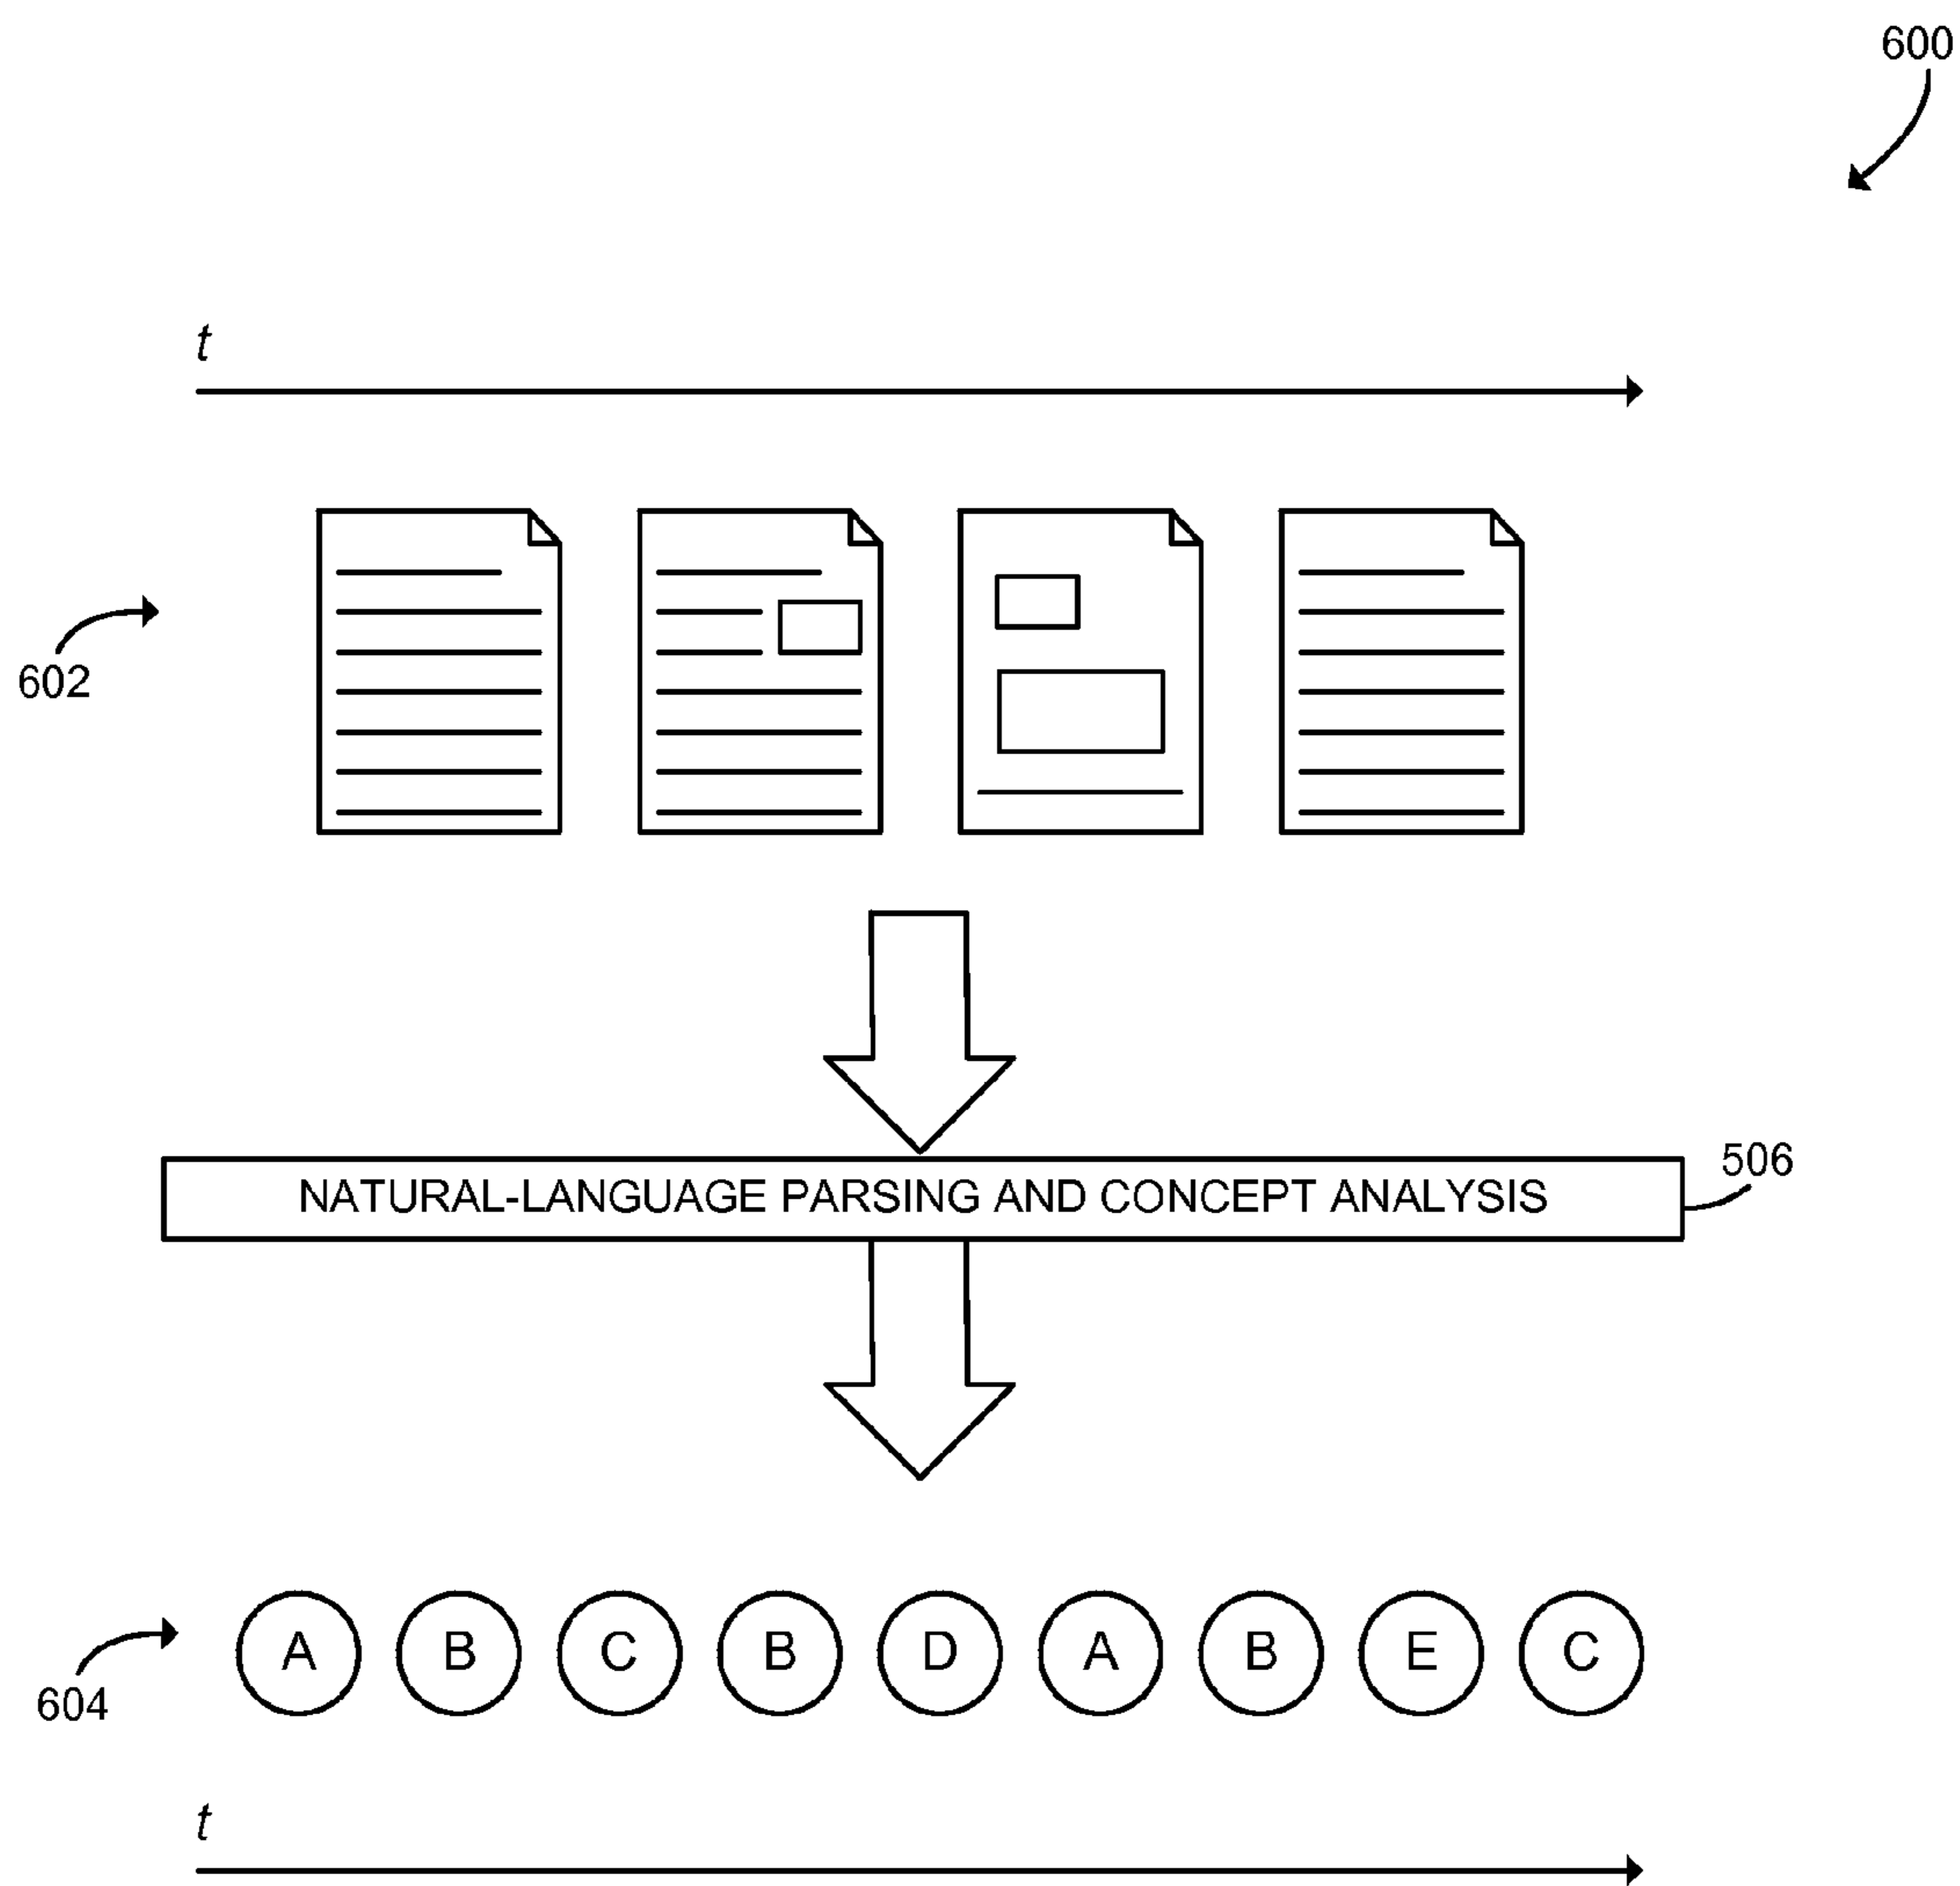 600
t
602
NATURAL-LANGUAGE PARSING AND CONCEPT ANALYSIS
506
A B C B D A B E C
604
t